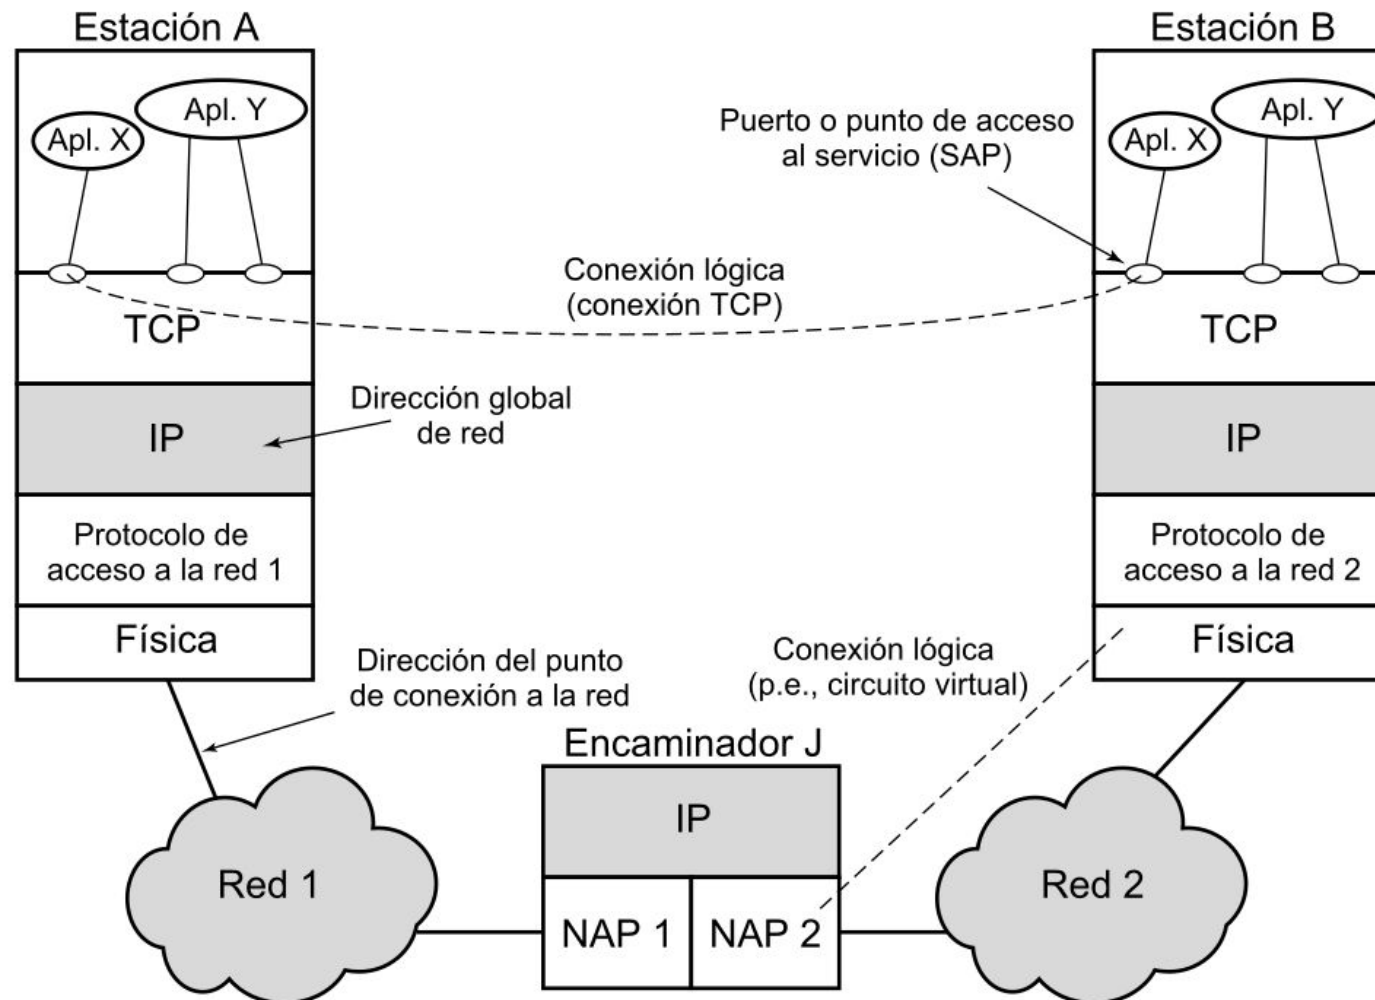 Estación A
Estación B
Apl. X
Apl. Y
Puerto o punto de acceso
al servicio (SAP)
Apl. X
Apl. Y
Conexión lógica
(conexión TCP)
TCP
TCP
Dirección global
de red
IP
IP
Protocolo de
acceso a la red 1
Protocolo de
acceso a la red 2
Física
Física
Dirección del punto
de conexión a la red
Conexión lógica
(p.e., circuito virtual)
Encaminador J
IP
Red 1
NAP 1
NAP 2
Red 2